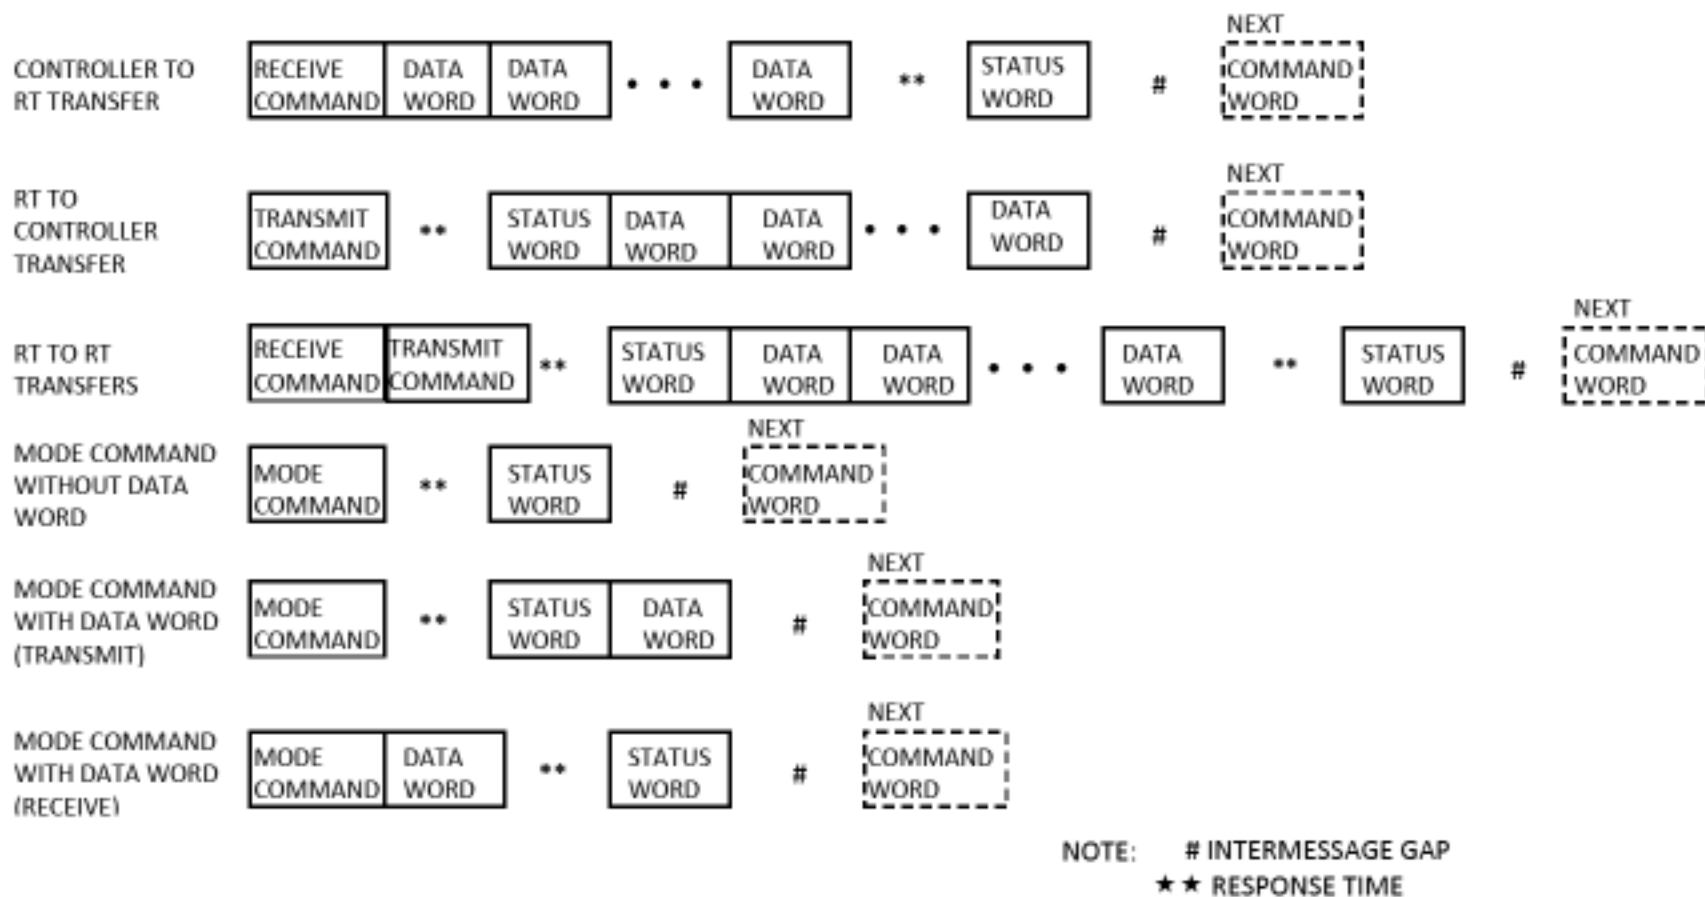 NEXT
CONTROLLER TO RECEIVE DATA DATA DATA STATUS COMMAND
RT TRANSFER COMMAND WORD WORD • • • WORD ** WORD # WORD
NEXT
RT TO TRANSMIT STATUS DATA DATA DATA COMMAND
CONTROLLER COMMAND ** WORD WORD WORD • • • WORD # WORD
TRANSFER
NEXT
RT TO RT RECEIVE TRANSMIT STATUS DATA DATA DATA STATUS COMMAND
TRANSFERS COMMAND COMMAND ** WORD WORD WORD • • • WORD ** WORD # WORD
NEXT
MODE COMMAND
WITHOUT DATA MODE STATUS COMMAND
WORD COMMAND ** WORD # WORD
NEXT
MODE COMMAND MODE STATUS DATA COMMAND
WITH DATA WORD COMMAND ** WORD WORD # WORD
(TRANSMIT)
NEXT
MODE COMMAND MODE DATA STATUS COMMAND
WITH DATA WORD COMMAND WORD ** WORD # WORD
(RECEIVE)
NOTE: # INTERMESSAGE GAP
★★ RESPONSE TIME